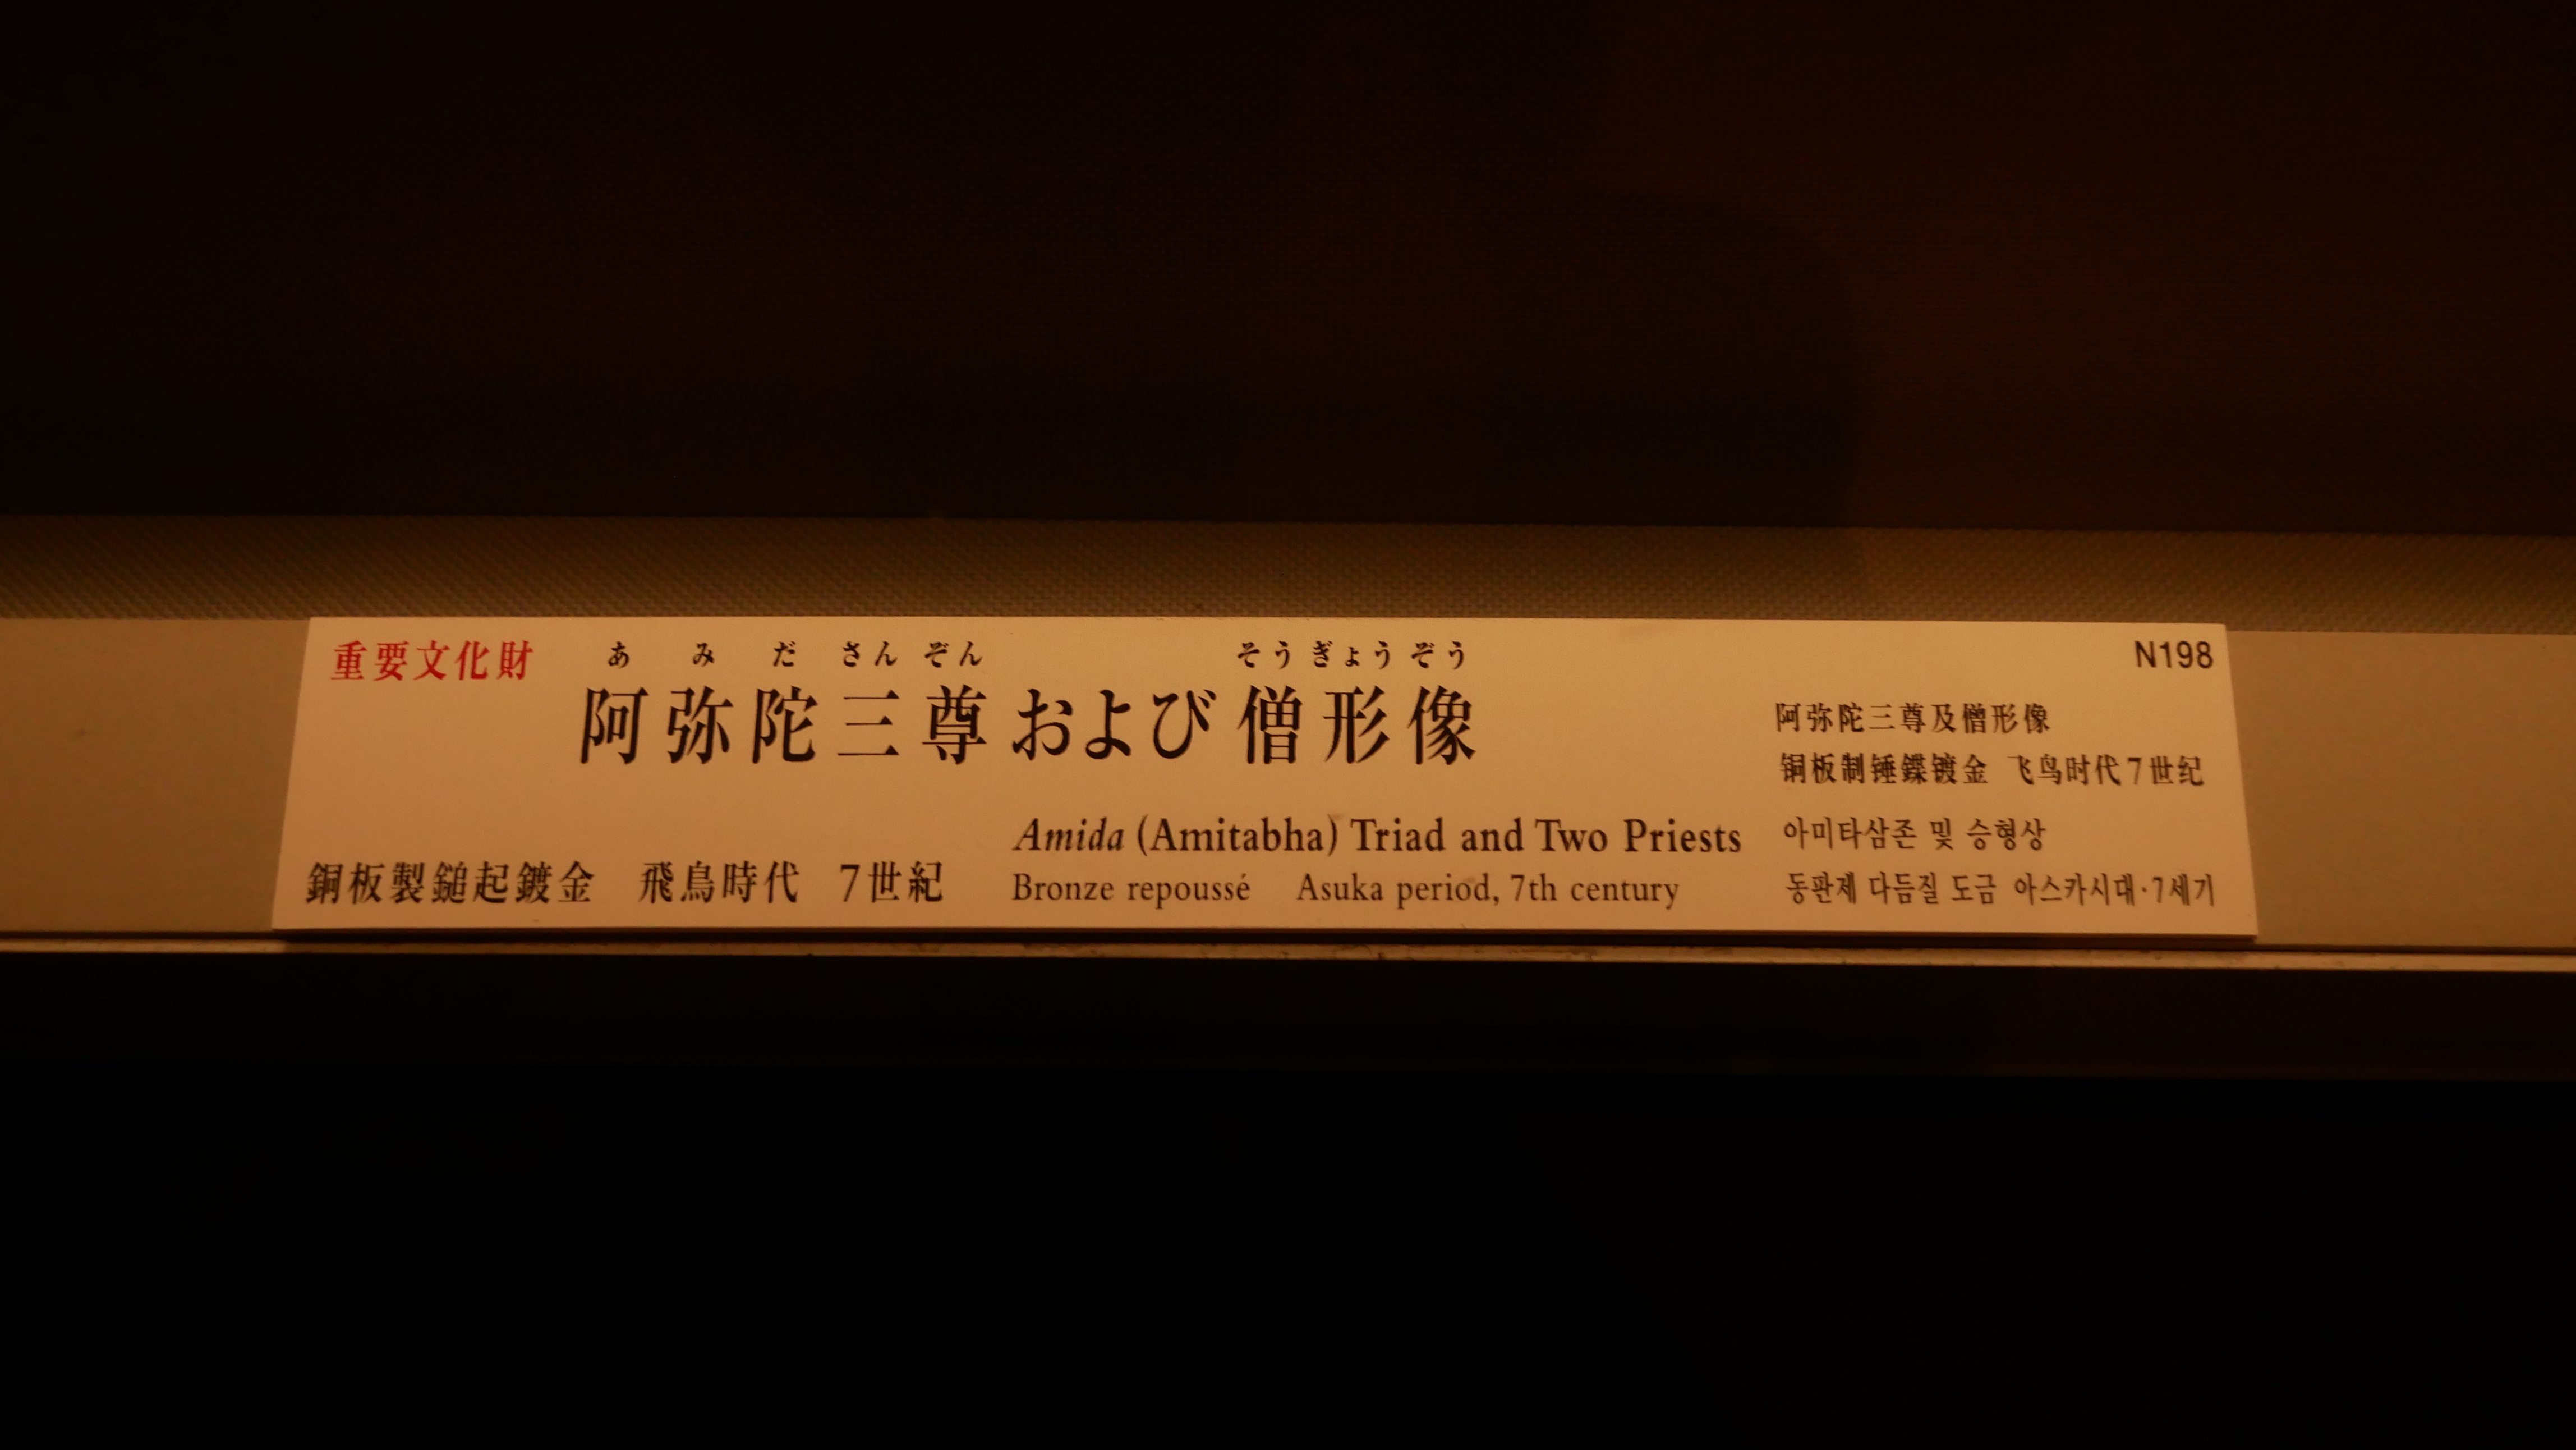 重要文化財
あみださんぞん そうぎょうぞう
阿弥陀三尊および僧形像
銅板製鎚起鍍金 飛鳥時代 7世紀
Amida (Amitabha) Triad and Two Priests
Bronze repoussé Asuka period, 7th century
N198
阿弥陀三尊及僧形像
铜板制锤鍱镀金 飞鸟时代7世纪
아미타삼존 및 승형상
동판제 다듬질 도금 아스카시대·7세기